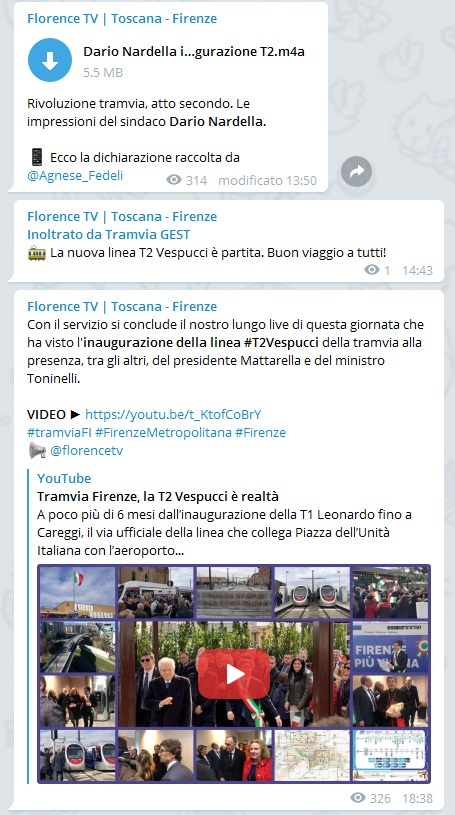 Florence TV | Toscana - Firenze
Dario Nardella i...gurazione T2.m4a
5.5 MB
Rivoluzione tramvia, atto secondo. Le
impressioni del sindaco Dario Nardella.
Ecco la dichiarazione raccolta da
@Agnese_Fedeli
314 modificato 13:50
Florence TV | Toscana - Firenze
Inoltrato da Tramvia GEST
La nuova linea T2 Vespucci è partita. Buon viaggio a tutti!
1 14:43
Florence TV | Toscana - Firenze
Con il servizio si conclude il nostro lungo live di questa giornata che
ha visto l'inaugurazione della linea #T2Vespucci della tramvia alla
presenza, tra gli altri, del presidente Mattarella e del ministro
Toninelli.
VIDEO ► https://youtu.be/t_KtofCoBrY
#tramviaFI #FirenzeMetropolitana #Firenze
@florencetv
YouTube
Tramvia Firenze, la T2 Vespucci è realtà
A poco più di 6 mesi dall'inaugurazione della T1 Leonardo fino a
Careggi, il via ufficiale della linea che collega Piazza dell'Unità
Italiana con l'aeroporto...
FIREN
PIÙ VI
326 18:38